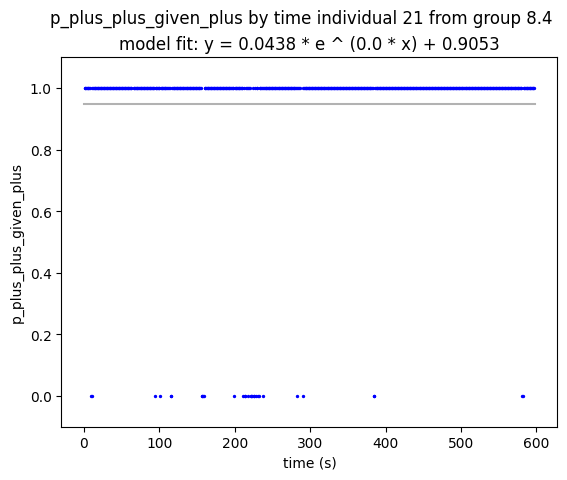 p_plus_plus_given_plus by time individual 21 from group 8.4
model fit: y = 0.0438 * e ^ (0.0 * x) + 0.9053
p_plus_plus_given_plus
1.0
0.8
0.6
0.4
0.2
0.0
0 100 200 300 400 500 600
time (s)